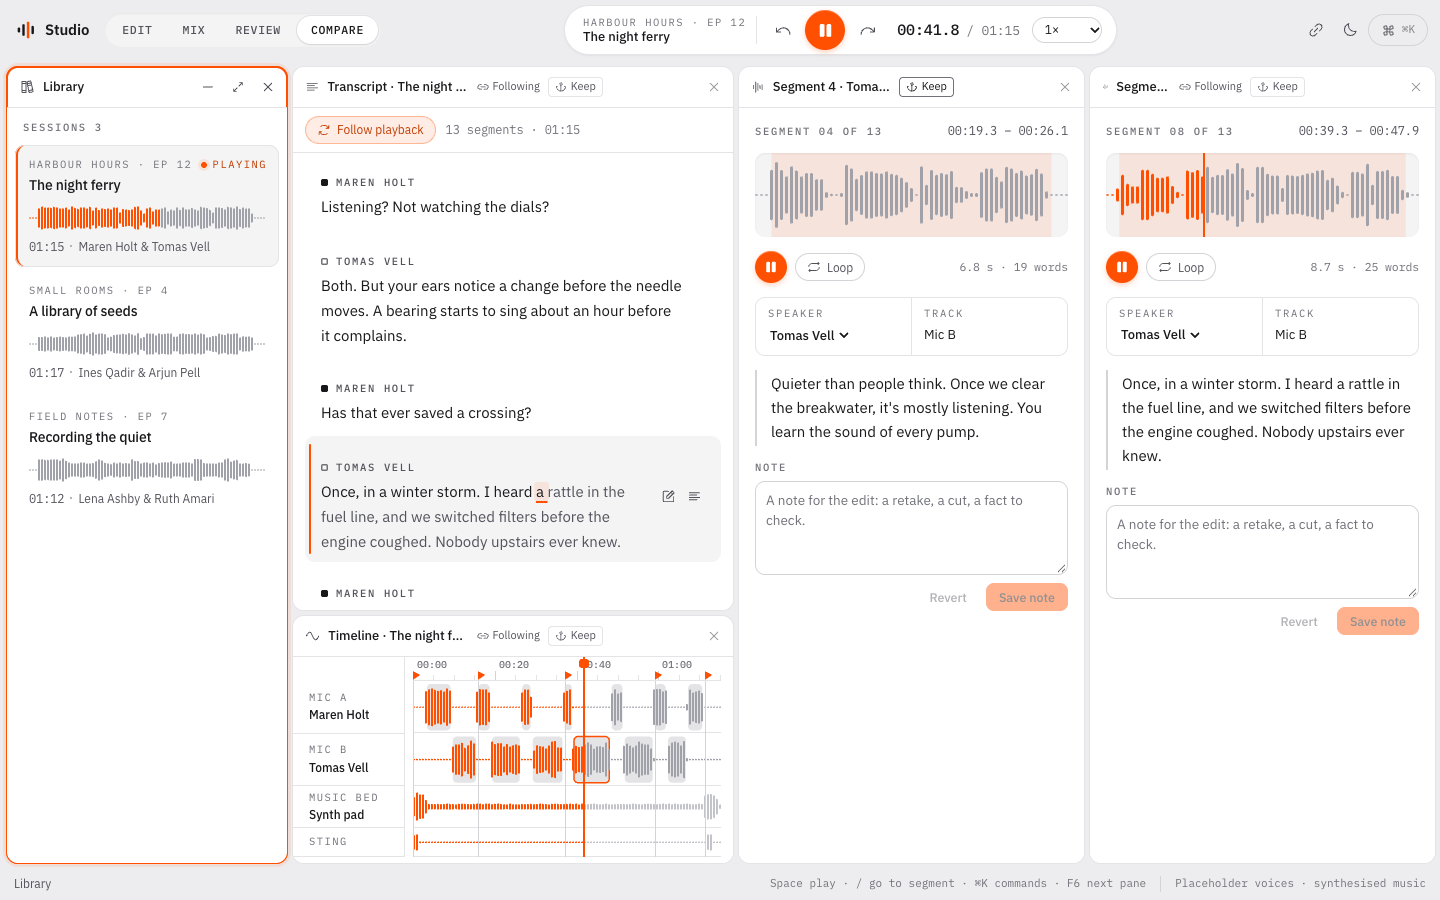 Studio
EDIT
MIX
REVIEW
COMPARE
HARBOUR HOURS · EP 12
The night ferry
00:41.8 / 01:15
1×
⌘K
Library
SESSIONS 3
HARBOUR HOURS · EP 12
PLAYING
The night ferry
01:15 · Maren Holt & Tomas Vell
SMALL ROOMS · EP 4
A library of seeds
01:17 · Ines Qadir & Arjun Pell
FIELD NOTES · EP 7
Recording the quiet
01:12 · Lena Ashby & Ruth Amari
Transcript · The night ...
Following
Keep
Follow playback
13 segments · 01:15
MAREN HOLT
Listening? Not watching the dials?
TOMAS VELL
Both. But your ears notice a change before the needle
moves. A bearing starts to sing about an hour before
it complains.
MAREN HOLT
Has that ever saved a crossing?
TOMAS VELL
Once, in a winter storm. I heard a rattle in the
fuel line, and we switched filters before the
engine coughed. Nobody upstairs ever knew.
MAREN HOLT
Timeline · The night f...
Following
Keep
00:00
00:20
0:40
01:00
MIC A
Maren Holt
MIC B
Tomas Vell
MUSIC BED
Synth pad
STING
Segment 4 · Toma...
Keep
SEGMENT 04 OF 13
00:19.3 – 00:26.1
Loop
6.8 s · 19 words
SPEAKER
Tomas Vell
TRACK
Mic B
Quieter than people think. Once we clear
the breakwater, it's mostly listening. You
learn the sound of every pump.
NOTE
A note for the edit: a retake, a cut, a fact to
check.
Revert
Save note
Segme...
Following
Keep
SEGMENT 08 OF 13
00:39.3 – 00:47.9
Loop
8.7 s · 25 words
SPEAKER
Tomas Vell
TRACK
Mic B
Once, in a winter storm. I heard a rattle in
the fuel line, and we switched filters before
the engine coughed. Nobody upstairs ever
knew.
NOTE
A note for the edit: a retake, a cut, a fact to
check.
Revert
Save note
Library
Space play · / go to segment · ⌘K commands · F6 next pane
Placeholder voices · synthesised music